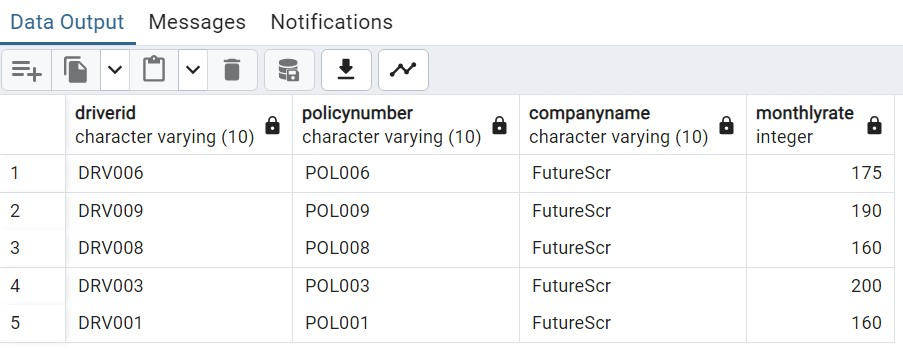 Data Output Messages Notifications
driverid policynumber companyname monthlyrate
character varying (10) character varying (10) character varying (10) integer
1 DRV006 POL006 FutureScr 175
2 DRV009 POL009 FutureScr 190
3 DRV008 POL008 FutureScr 160
4 DRV003 POL003 FutureScr 200
5 DRV001 POL001 FutureScr 160